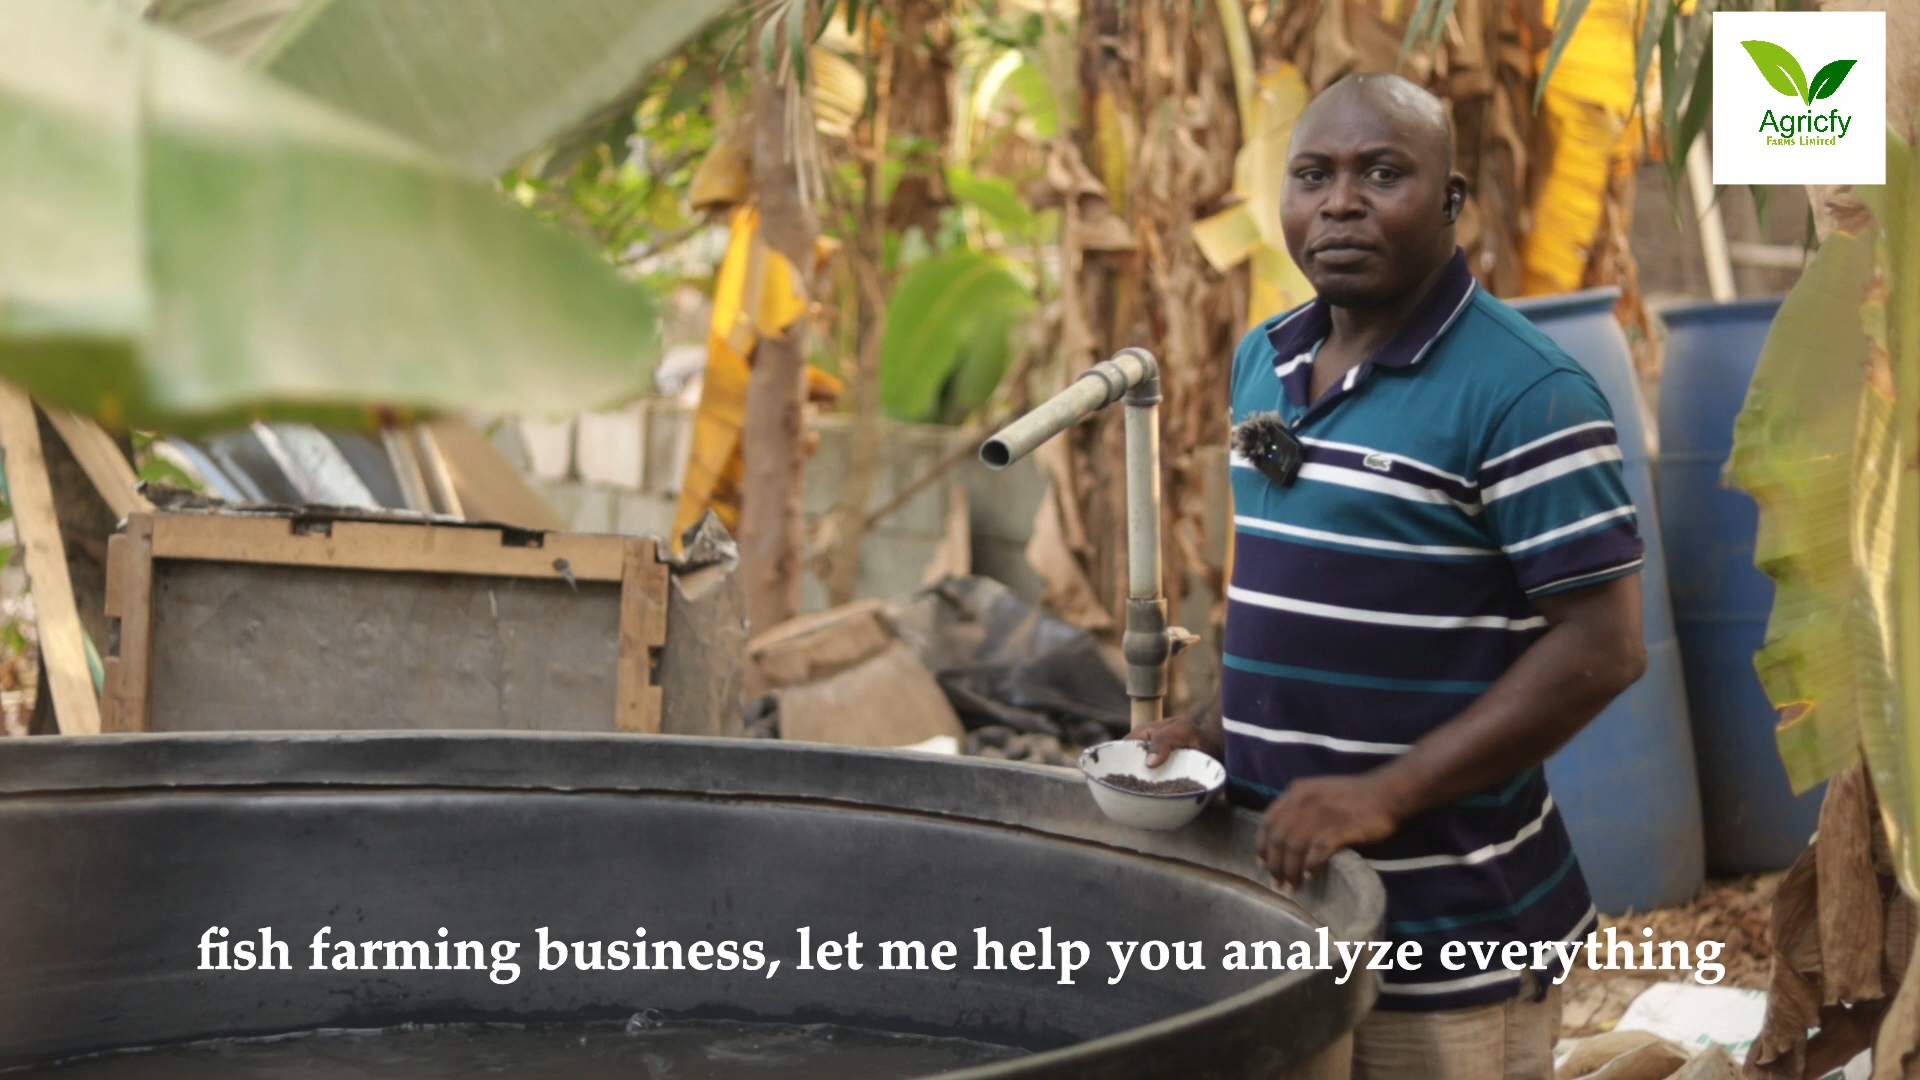 Agricfy
FARMS Limited
fish farming business, let me help you analyze everything